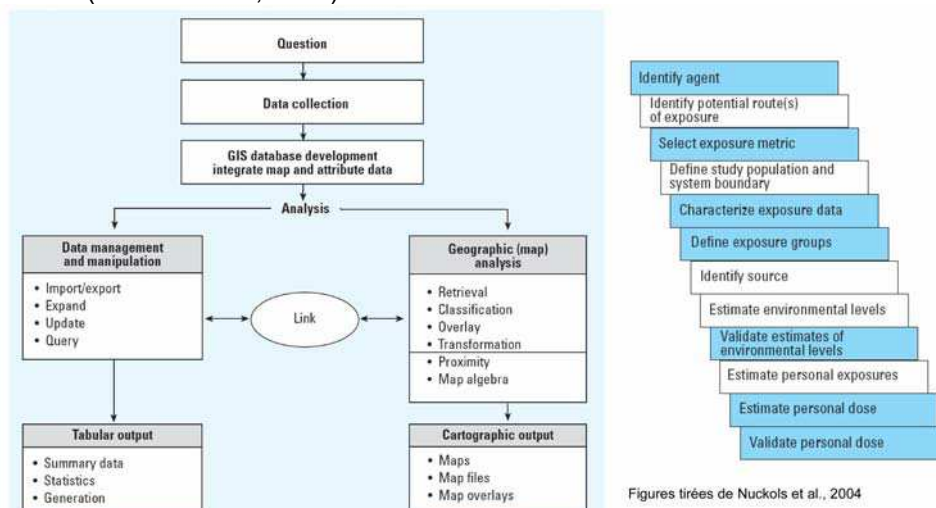 Question
Data collection
GIS database development
integrate map and attribute data
Analysis
Data management
and manipulation
• Import/export
• Expand
• Update
• Query
Link
Geographic (map)
analysis
• Retrieval
• Classification
• Overlay
• Transformation
• Proximity
• Map algebra
Tabular output
• Summary data
• Statistics
• Generation
Cartographic output
• Maps
• Map files
• Map overlays
Identify agent
Identify potential route(s)
of exposure
Select exposure metric
Define study population and
system boundary
Characterize exposure data
Define exposure groups
Identify source
Estimate environmental levels
Validate estimates of
environmental levels
Estimate personal exposures
Estimate personal dose
Validate personal dose
Figures tirées de Nuckols et al., 2004